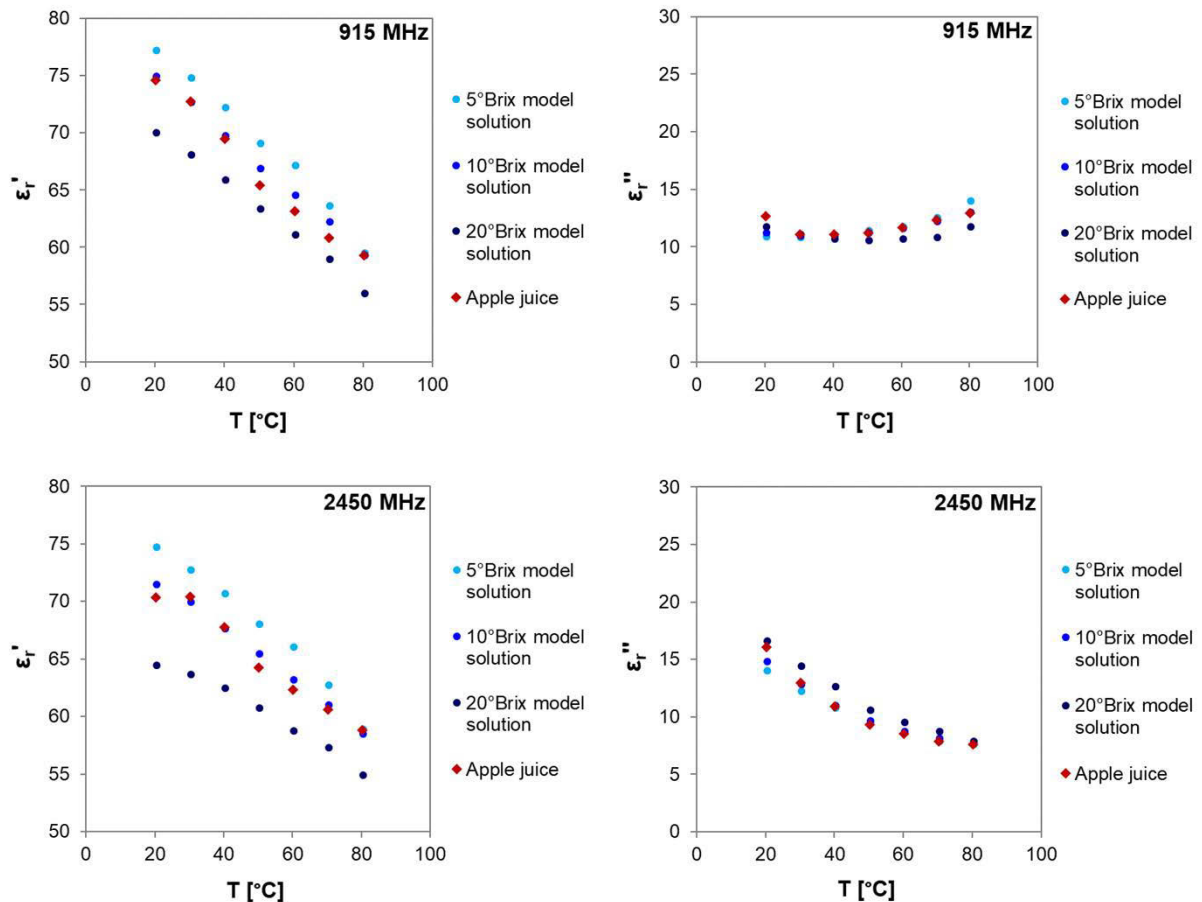 915 MHz
80
75
70
65
60
55
50
εr'
0
20
40
60
80
100
T [°C]
5°Brix model
solution
10°Brix model
solution
20°Brix model
solution
Apple juice
915 MHz
30
25
20
15
10
5
0
εr''
0
20
40
60
80
100
T [°C]
5°Brix model
solution
10°Brix model
solution
20°Brix model
solution
Apple juice
2450 MHz
80
75
70
65
60
55
50
εr'
0
20
40
60
80
100
T [°C]
5°Brix model
solution
10°Brix model
solution
20°Brix model
solution
Apple juice
2450 MHz
30
25
20
15
10
5
0
εr''
0
20
40
60
80
100
T [°C]
5°Brix model
solution
10°Brix model
solution
20°Brix model
solution
Apple juice